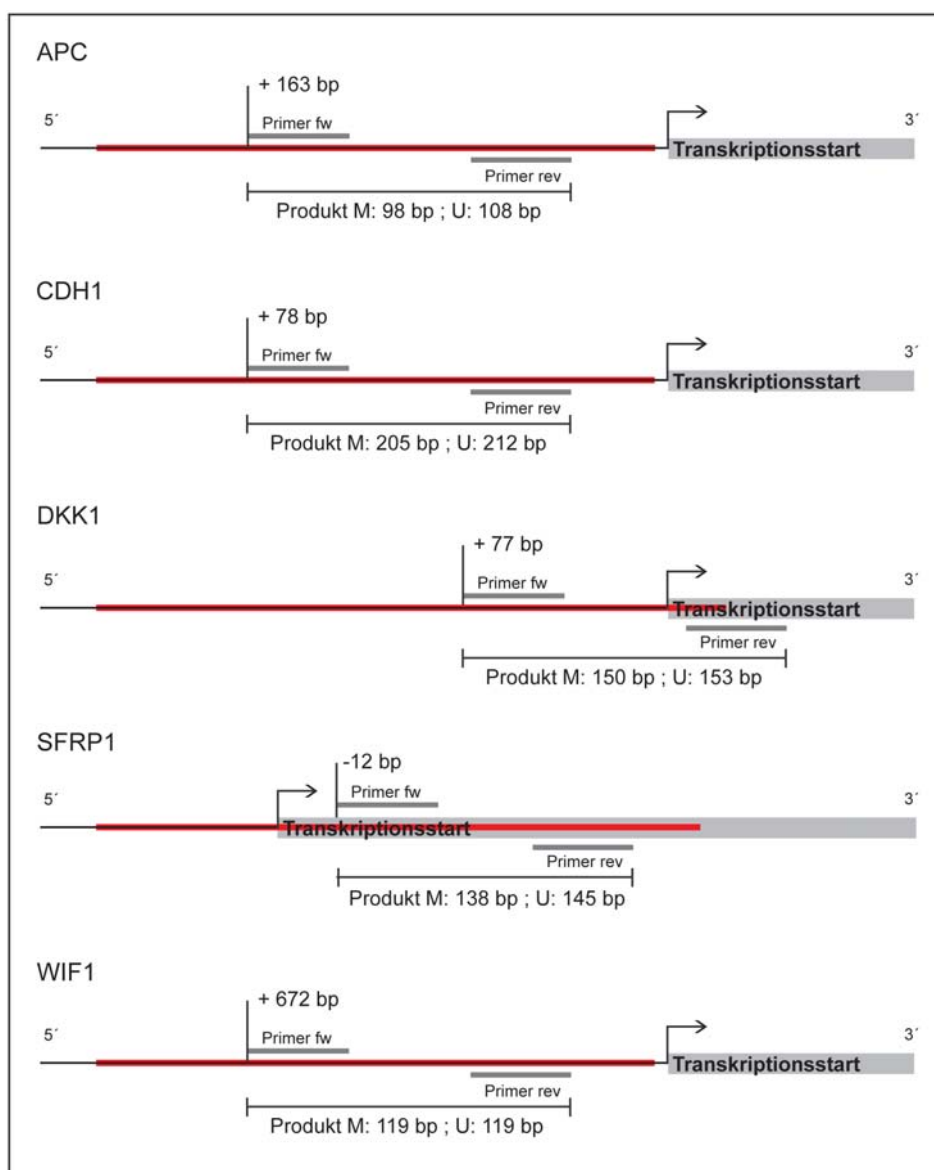 APC
+ 163 bp
5´ Primer fw 3´
Transkriptionsstart
Primer rev
Produkt M: 98 bp ; U: 108 bp
CDH1
+ 78 bp
5´ Primer fw 3´
Transkriptionsstart
Primer rev
Produkt M: 205 bp ; U: 212 bp
DKK1
+ 77 bp
5´ Primer fw 3´
Transkriptionsstart
Primer rev
Produkt M: 150 bp ; U: 153 bp
SFRP1
-12 bp
5´ Primer fw 3´
Transkriptionsstart
Primer rev
Produkt M: 138 bp ; U: 145 bp
WIF1
+ 672 bp
5´ Primer fw 3´
Transkriptionsstart
Primer rev
Produkt M: 119 bp ; U: 119 bp